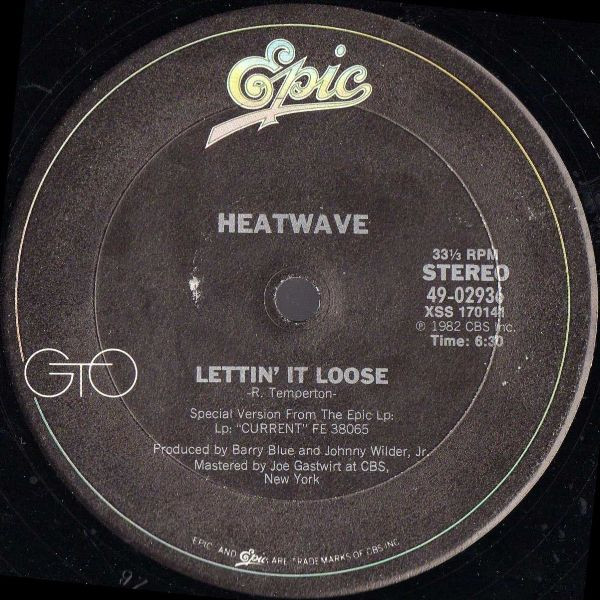 Epic
HEATWAVE
33⅓ RPM
STEREO
49-02936
XSS 170141
℗ 1982 CBS Inc.
Time: 6:30
GTO
LETTIN' IT LOOSE
-R. Temperton-
Special Version From The Epic Lp:
Lp: "CURRENT" FE 38065
Produced by Barry Blue and Johnny Wilder, Jr.
Mastered by Joe Gastwirt at CBS,
New York
EPIC AND Epic ARE TRADEMARKS OF CBS INC.